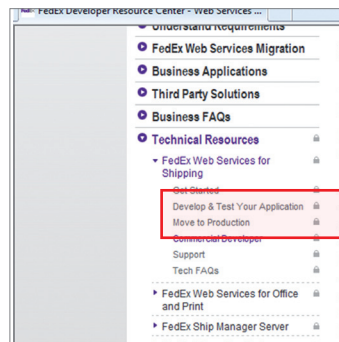 FedEx Developer Resource Center - Web Services ...
Understand Requirements
FedEx Web Services Migration
Business Applications
Third Party Solutions
Business FAQs
Technical Resources
FedEx Web Services for
Shipping
Get Started
Develop & Test Your Application
Move to Production
Commercial Developer
Support
Tech FAQs
FedEx Web Services for Office
and Print
FedEx Ship Manager Server